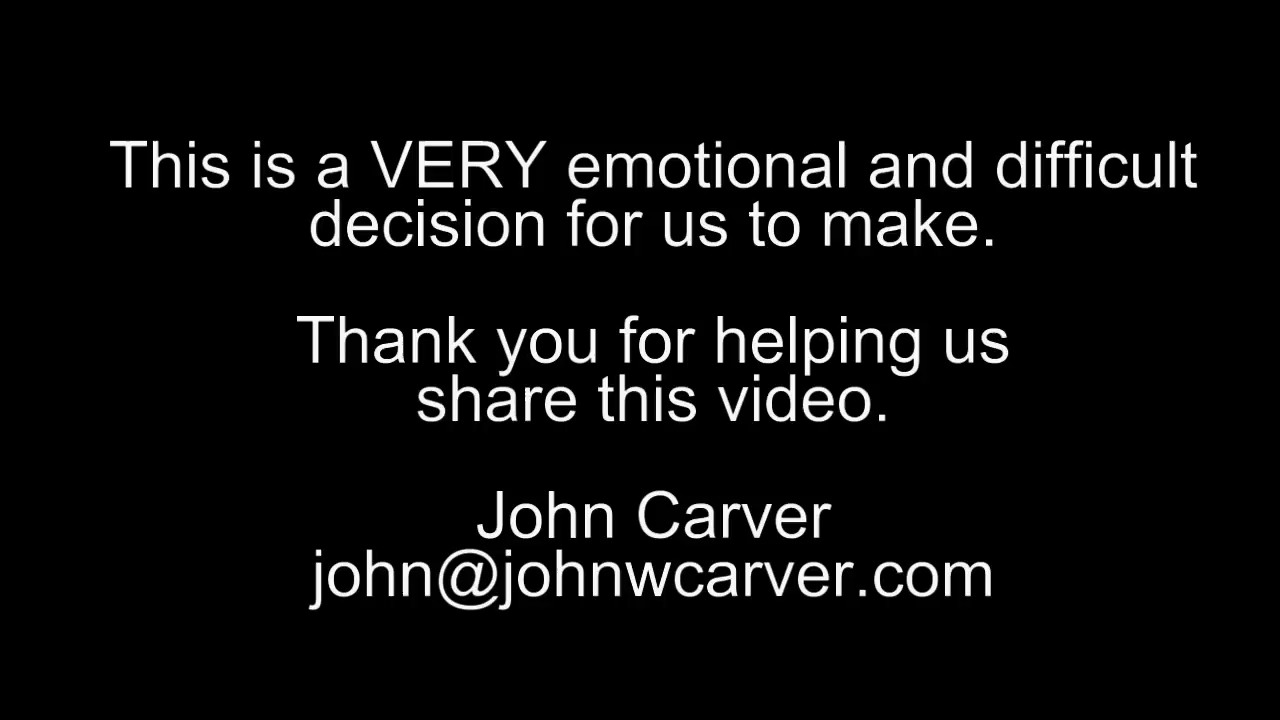 This is a VERY emotional and difficult
decision for us to make.
Thank you for helping us
share this video.
John Carver
john@johnwcarver.com